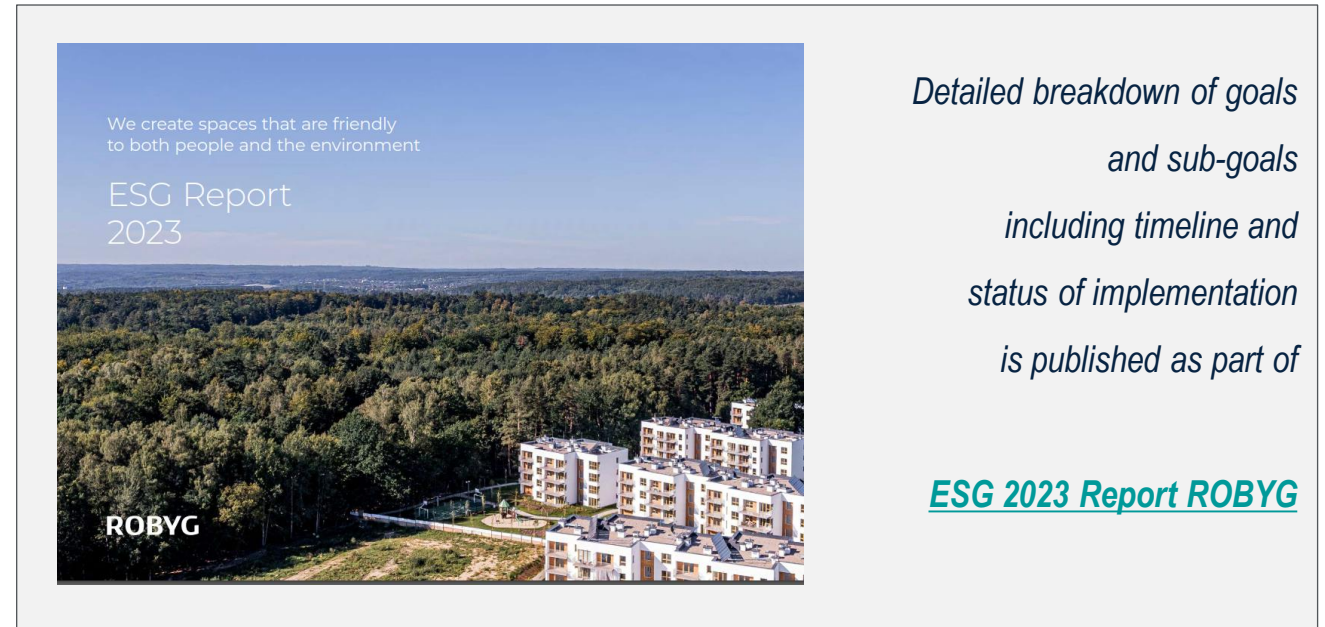 We create spaces that are friendly
to both people and the environment
ESG Report
2023
ROBYG
Detailed breakdown of goals
and sub-goals
including timeline and
status of implementation
is published as part of
ESG 2023 Report ROBYG